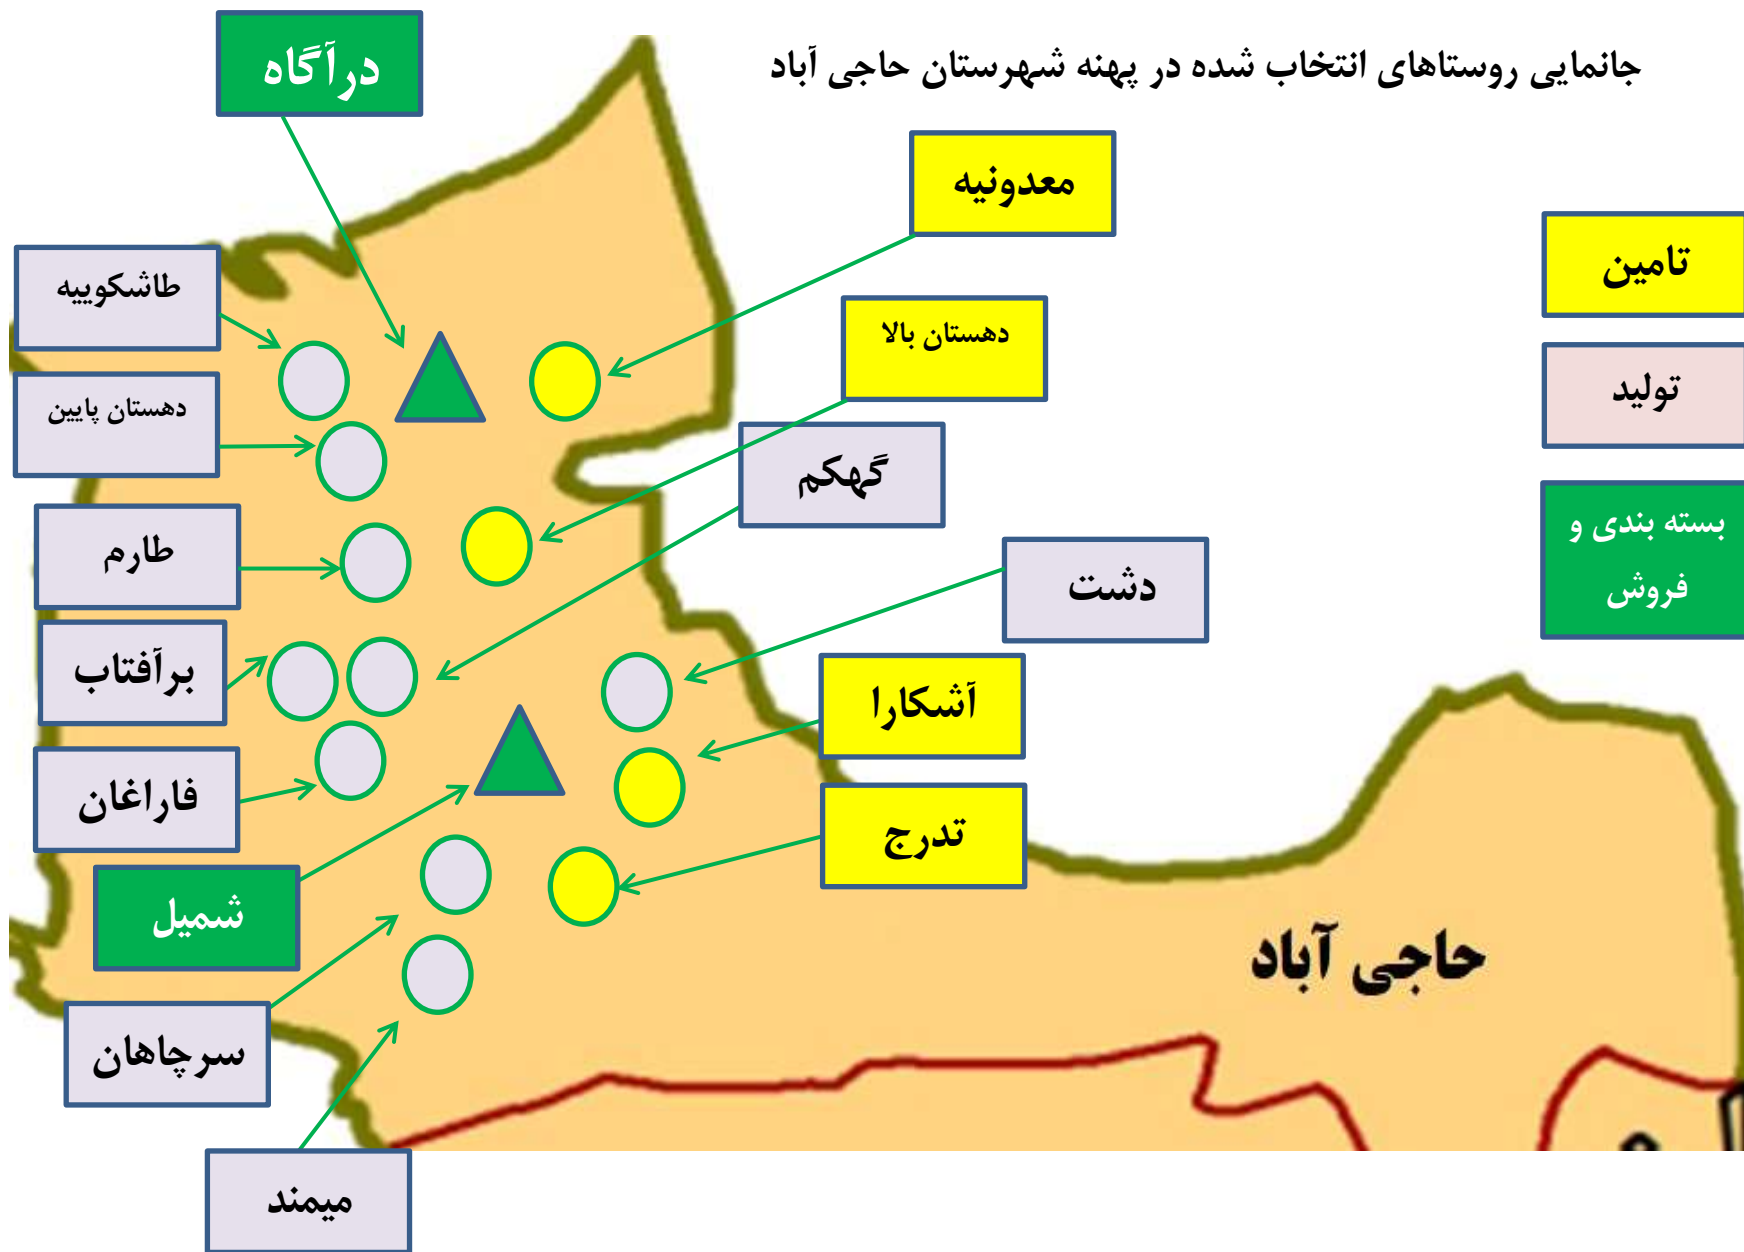 جانمایی روستاهای انتخاب شده در پهنه شهرستان حاجی آباد
درآگاه
معدونیه
تامین
طاشکوییه
دهستان بالا
تولید
دهستان پایین
گهکم
بسته بندی و
فروش
طارم
دشت
برآفتاب
آشکارا
فاراغان
تدرج
شمیل
حاجی آباد
سرچاهان
میمند